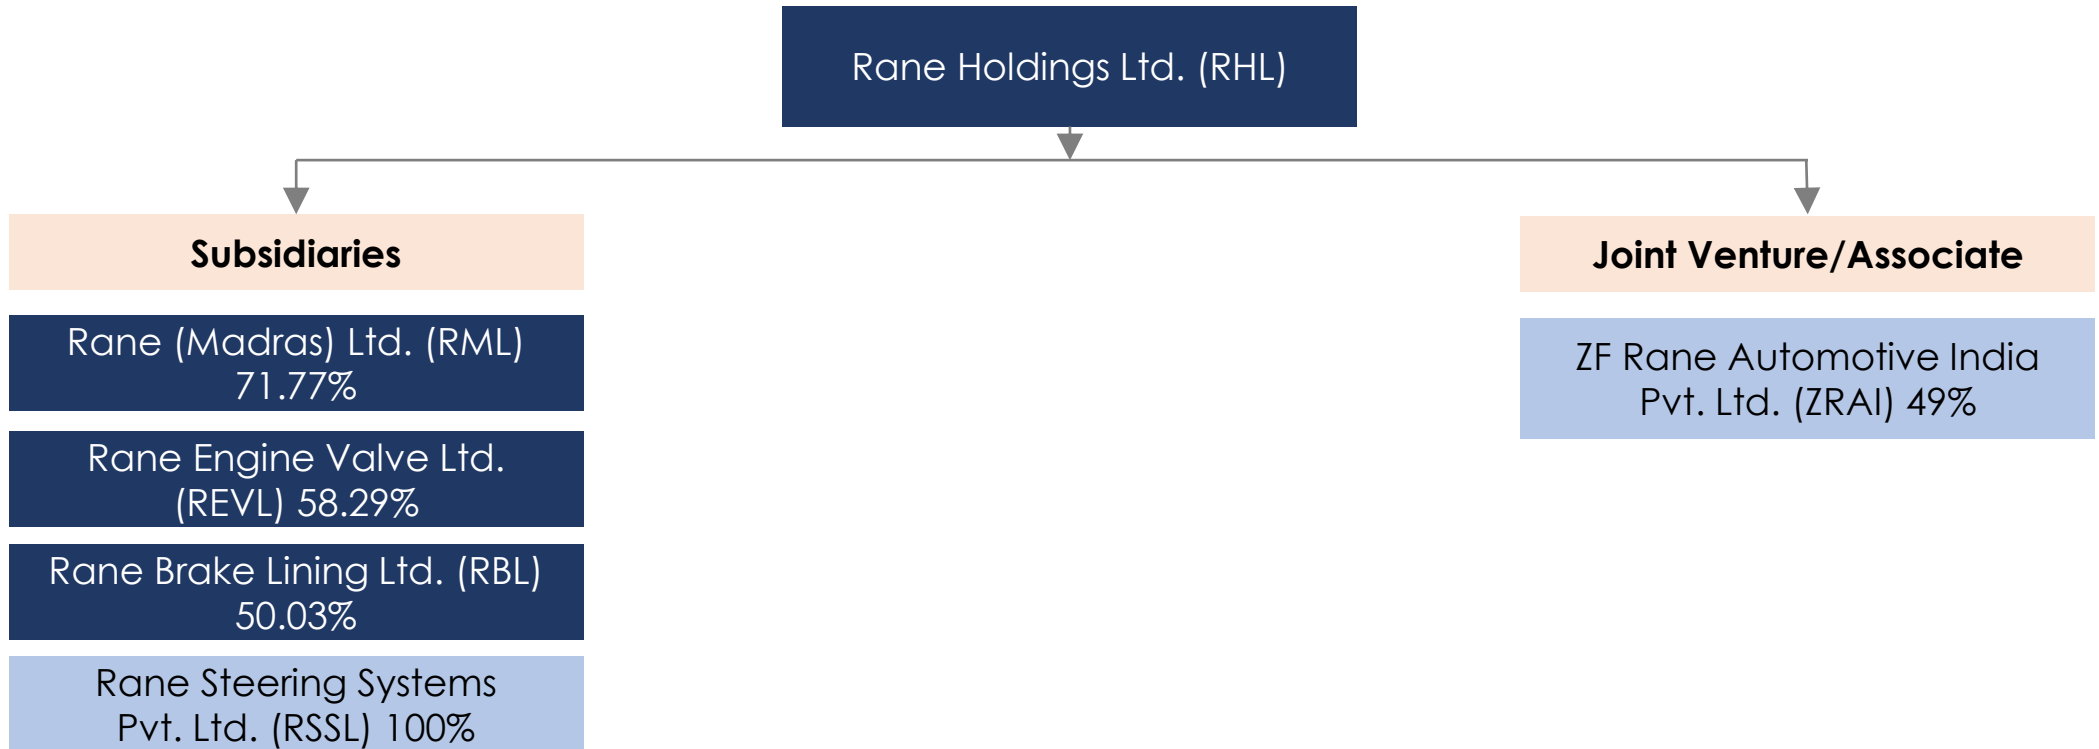 Rane Holdings Ltd. (RHL)
Subsidiaries
Rane (Madras) Ltd. (RML)
71.77%
Rane Engine Valve Ltd.
(REVL) 58.29%
Rane Brake Lining Ltd. (RBL)
50.03%
Rane Steering Systems
Pvt. Ltd. (RSSL) 100%
Joint Venture/Associate
ZF Rane Automotive India
Pvt. Ltd. (ZRAI) 49%